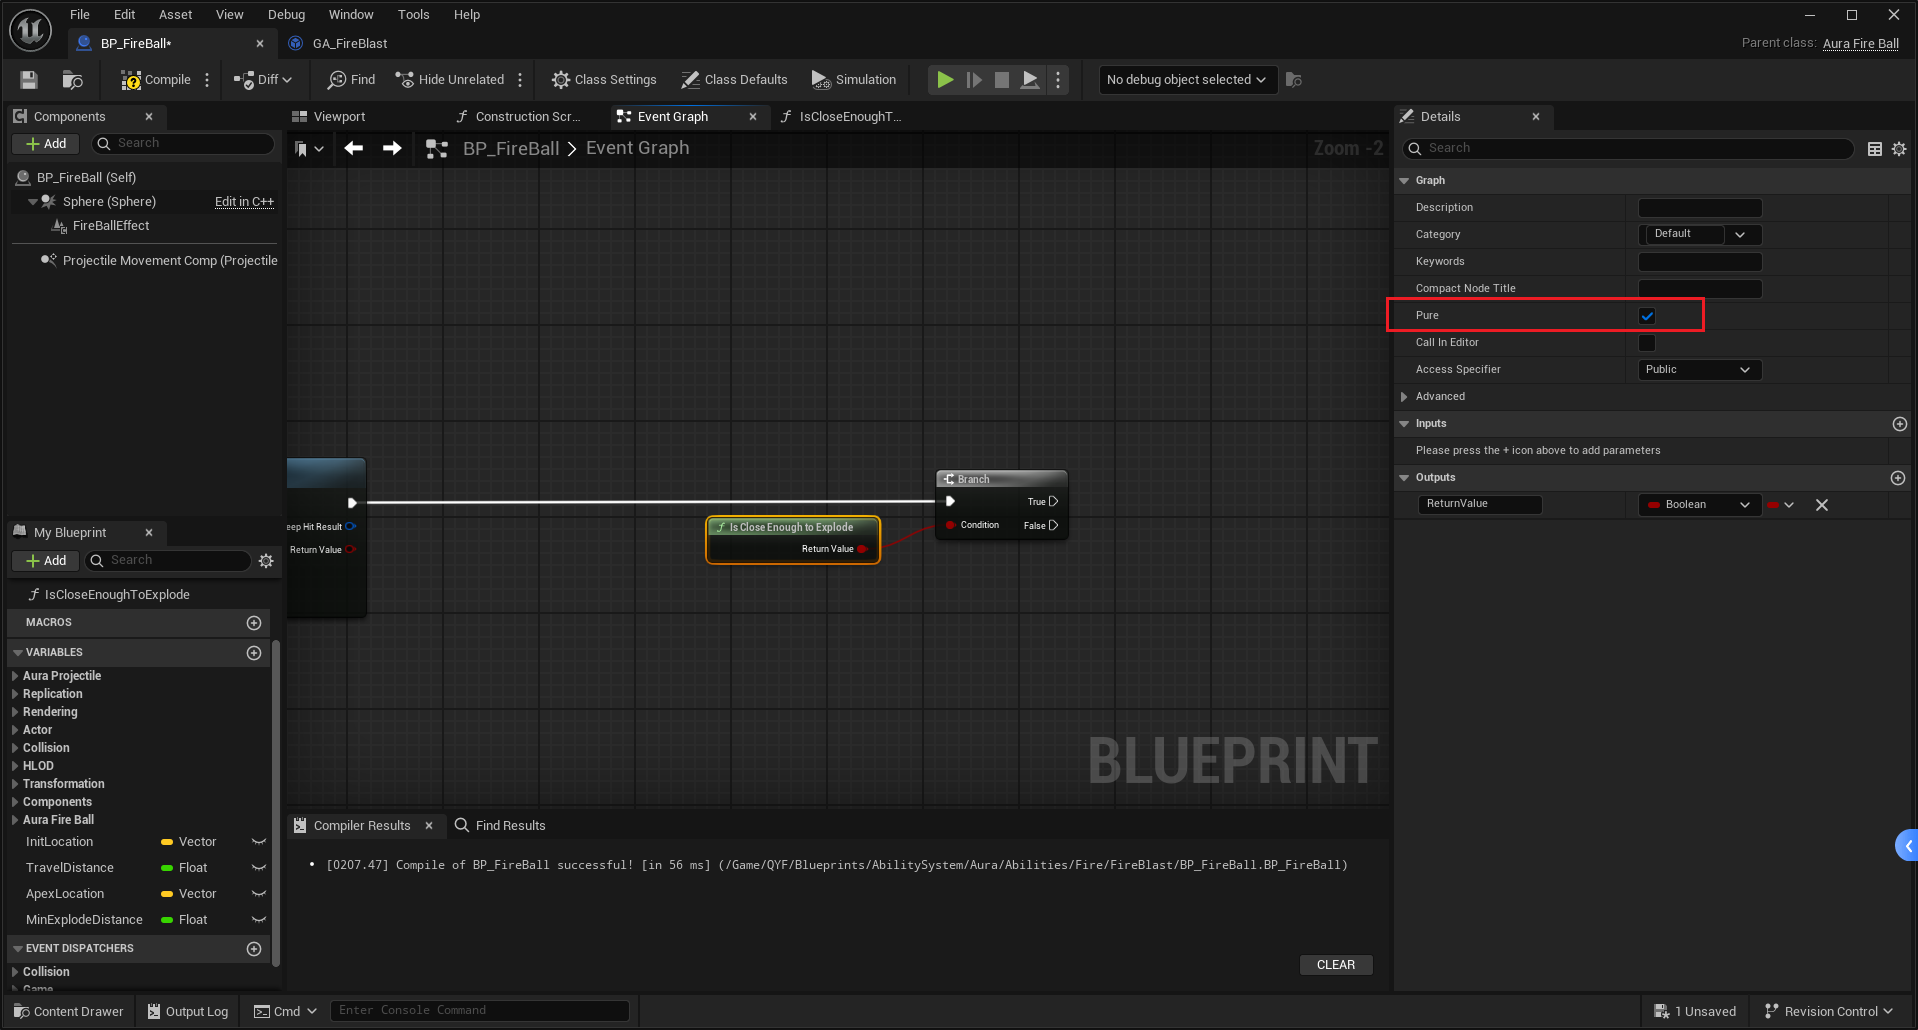 File Edit Asset View Debug Window Tools Help
BP_FireBall*
GA_FireBlast
Parent class: Aura Fire Ball
Compile
Diff
Find
Hide Unrelated
Class Settings
Class Defaults
Simulation
No debug object selected
Components
Add
Search
BP_FireBall (Self)
Sphere (Sphere) Edit in C++
FireBallEffect
Projectile Movement Comp (Projectile
My Blueprint
Add
Search
IsCloseEnoughToExplode
MACROS
VARIABLES
Aura Projectile
Replication
Rendering
Actor
Collision
HLOD
Transformation
Components
Aura Fire Ball
InitLocation Vector
TravelDistance Float
ApexLocation Vector
MinExplodeDistance Float
EVENT DISPATCHERS
Collision
Game
Viewport
Construction Scr...
Event Graph
IsCloseEnoughT...
BP_FireBall > Event Graph
Zoom -2
eep Hit Result
Return Value
Is Close Enough to Explode
Return Value
Branch
True
Condition False
BLUEPRINT
Compiler Results
Find Results
• [0207.47] Compile of BP_FireBall successful! [in 56 ms] (/Game/QYF/Blueprints/AbilitySystem/Aura/Abilities/Fire/FireBlast/BP_FireBall.BP_FireBall)
CLEAR
Details
Search
Graph
Description
Category Default
Keywords
Compact Node Title
Pure
Call In Editor
Access Specifier Public
Advanced
Inputs
Please press the + icon above to add parameters
Outputs
ReturnValue Boolean
Content Drawer
Output Log
Cmd
Enter Console Command
1 Unsaved
Revision Control